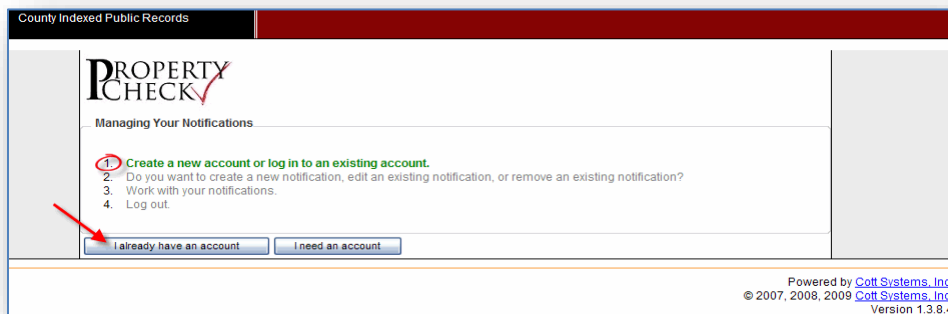 County Indexed Public Records
PROPERTY
CHECK
Managing Your Notifications
1. Create a new account or log in to an existing account.
2. Do you want to create a new notification, edit an existing notification, or remove an existing notification?
3. Work with your notifications.
4. Log out.
I already have an account I need an account
Powered by Cott Systems, Inc
© 2007, 2008, 2009 Cott Systems, Inc
Version 1.3.8.